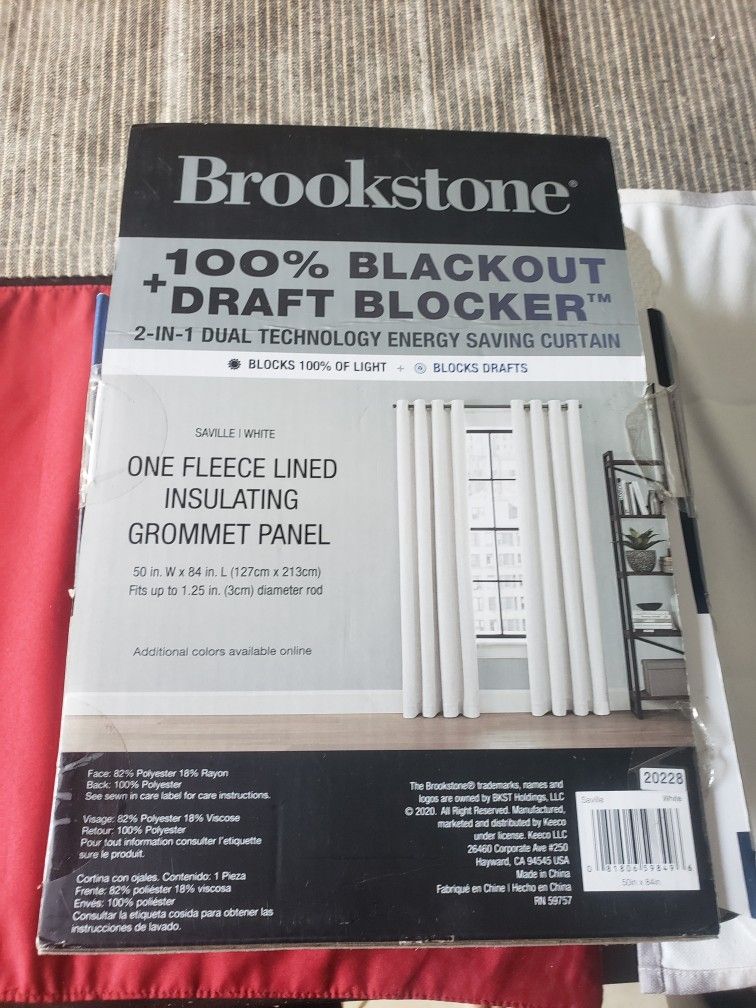 Brookstone®
100% BLACKOUT
+DRAFT BLOCKER™
2-IN-1 DUAL TECHNOLOGY ENERGY SAVING CURTAIN
BLOCKS 100% OF LIGHT + BLOCKS DRAFTS
SAVILLE | WHITE
ONE FLEECE LINED
INSULATING
GROMMET PANEL
50 in. W x 84 in. L (127cm x 213cm)
Fits up to 1.25 in. (3cm) diameter rod
Additional colors available online
Face: 82% Polyester 18% Rayon
Back: 100% Polyester
See sewn in care label for care instructions.
Visage: 82% Polyester 18% Viscose
Retour: 100% Polyester
Pour tout information consulter l'etiquette
sure le produit.
Cortina con ojales. Contenido: 1 Pieza
Frente: 82% poliéster 18% viscosa
Envés: 100% poliéster
Consultar la etiqueta cosida para obtener las
instrucciones de lavado.
The Brookstone® trademarks, names and
logos are owned by BKST Holdings, LLC
© 2020. All Right Reserved. Manufactured,
marketed and distributed by Keeco
under license. Keeco LLC
26460 Corporate Ave #250
Hayward, CA 94545 USA
Made in China
Fabriqué en Chine | Hecho en China
RN 59757
20228
Saville White
0 81806 59849 6
50in x 84in